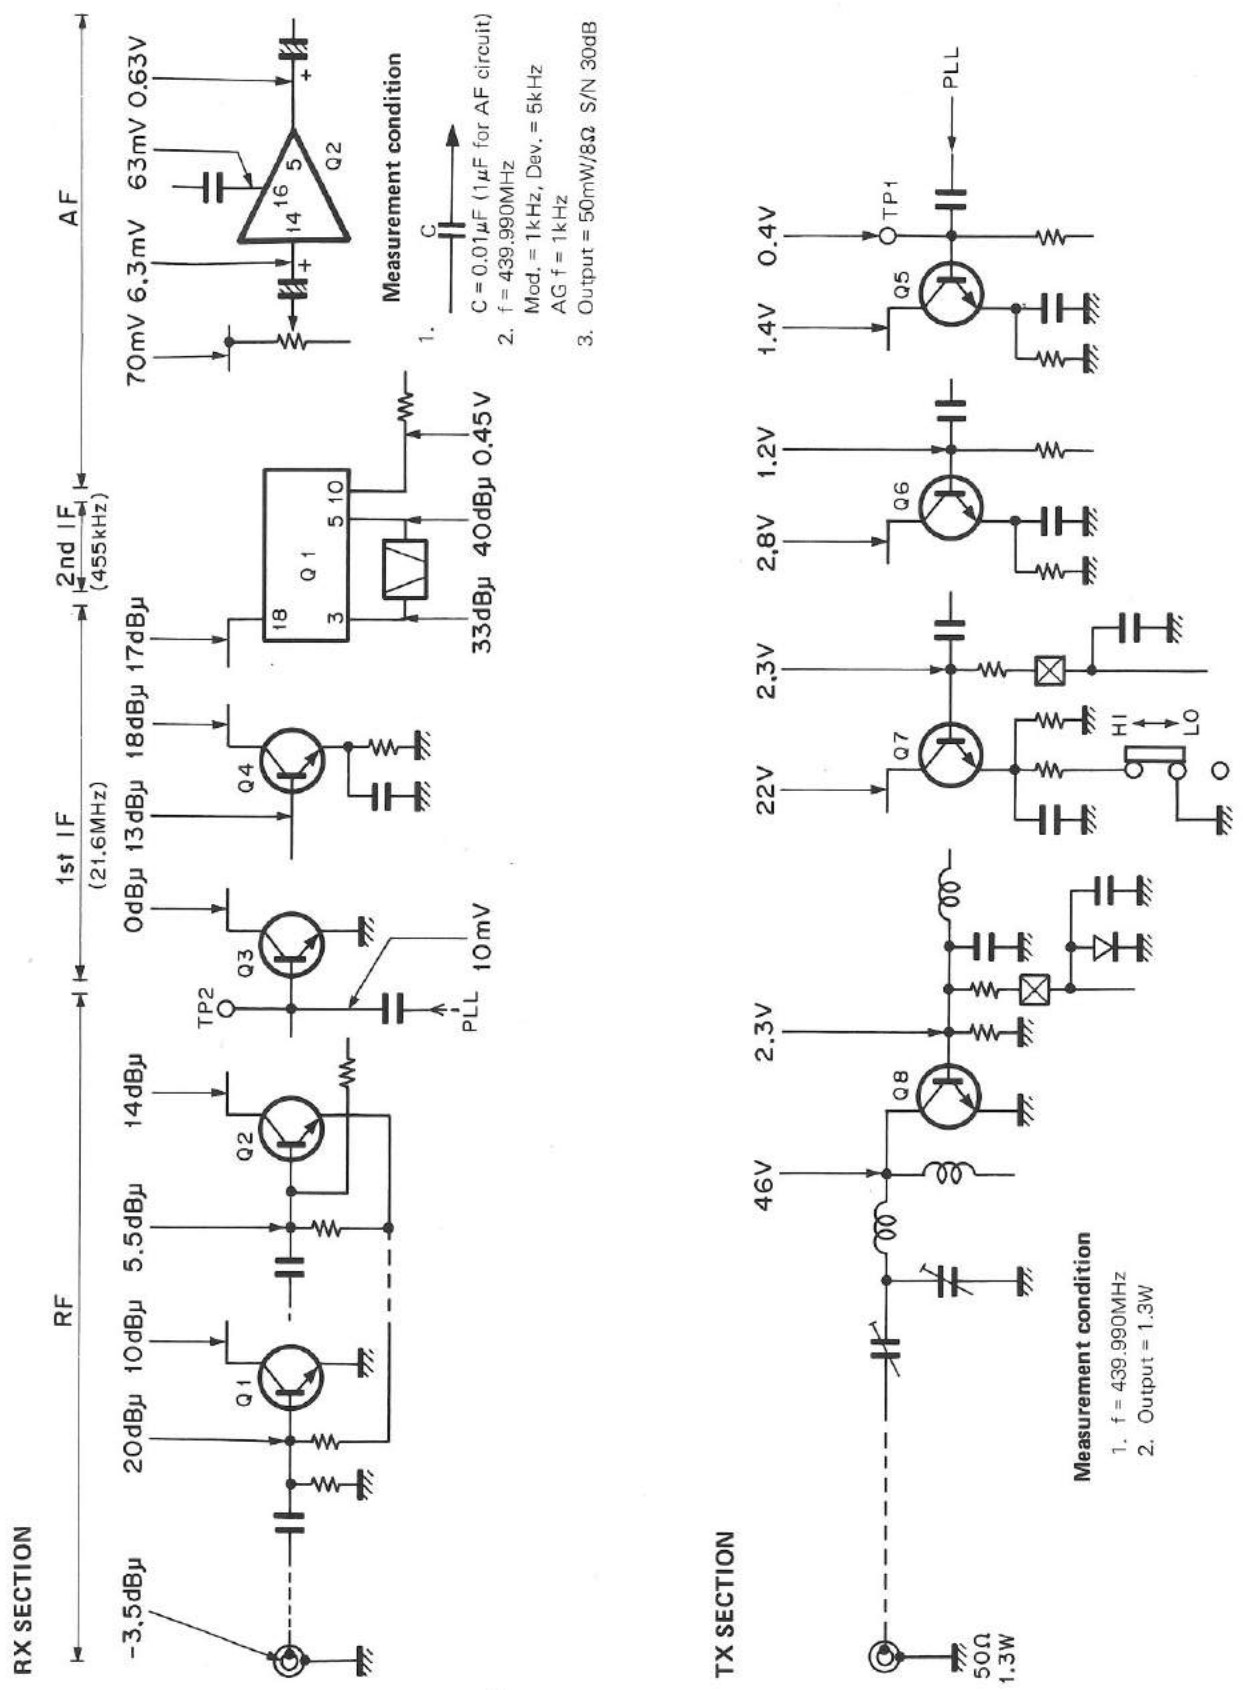 RX SECTION
RF
1st IF
(21.6MHz)
2nd IF
(455kHz)
AF
-3.5dBμ
20dBμ
10dBμ
5.5dBμ
14dBμ
0dBμ
13dBμ
18dBμ
17dBμ
70mV
6.3mV
63mV
0.63V
Q1
Q2
TP2
Q3
Q4
10mV
PLL
18
Q1
3
5
10
33dBμ
40dBμ
0.45V
+
14
16
5
Q2
+
Measurement condition
1.
C
C = 0.01μF (1μF for AF circuit)
2. f = 439.990MHz
Mod. = 1kHz, Dev. = 5kHz
AG f = 1kHz
3. Output = 50mW/8Ω S/N 30dB
TX SECTION
50Ω
1.3W
46V
2.3V
Q8
22V
2.3V
Q7
HI
LO
2.8V
1.2V
Q6
1.4V
0.4V
Q5
TP1
PLL
Measurement condition
1. f = 439.990MHz
2. Output = 1.3W